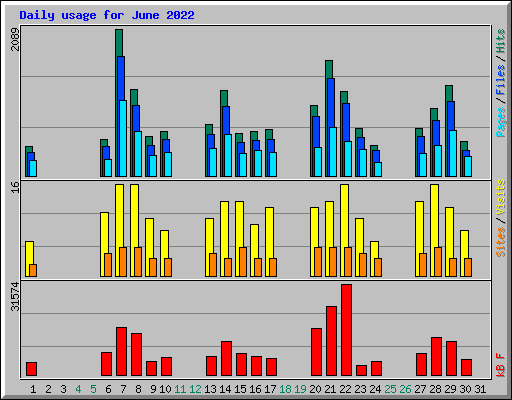 Daily usage for June 2022
2089
Pages / Files / Hits
16
Sites / Visits
31574
kB F
1 2 3 4 5 6 7 8 9 10 11 12 13 14 15 16 17 18 19 20 21 22 23 24 25 26 27 28 29 30 31